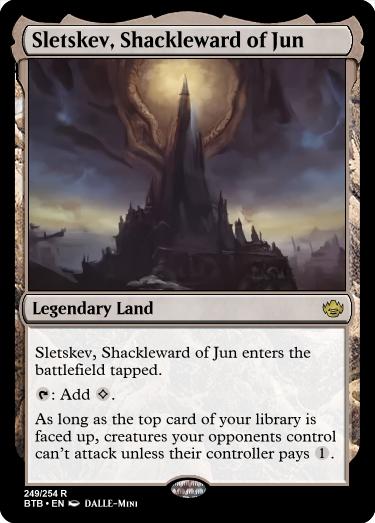 Sletskev, Shackleward of Jun
Legendary Land
Sletskev, Shackleward of Jun enters the
battlefield tapped.
: Add .
As long as the top card of your library is
faced up, creatures your opponents control
can't attack unless their controller pays 1.
249/254 R
BTB • EN DALLE-Mini